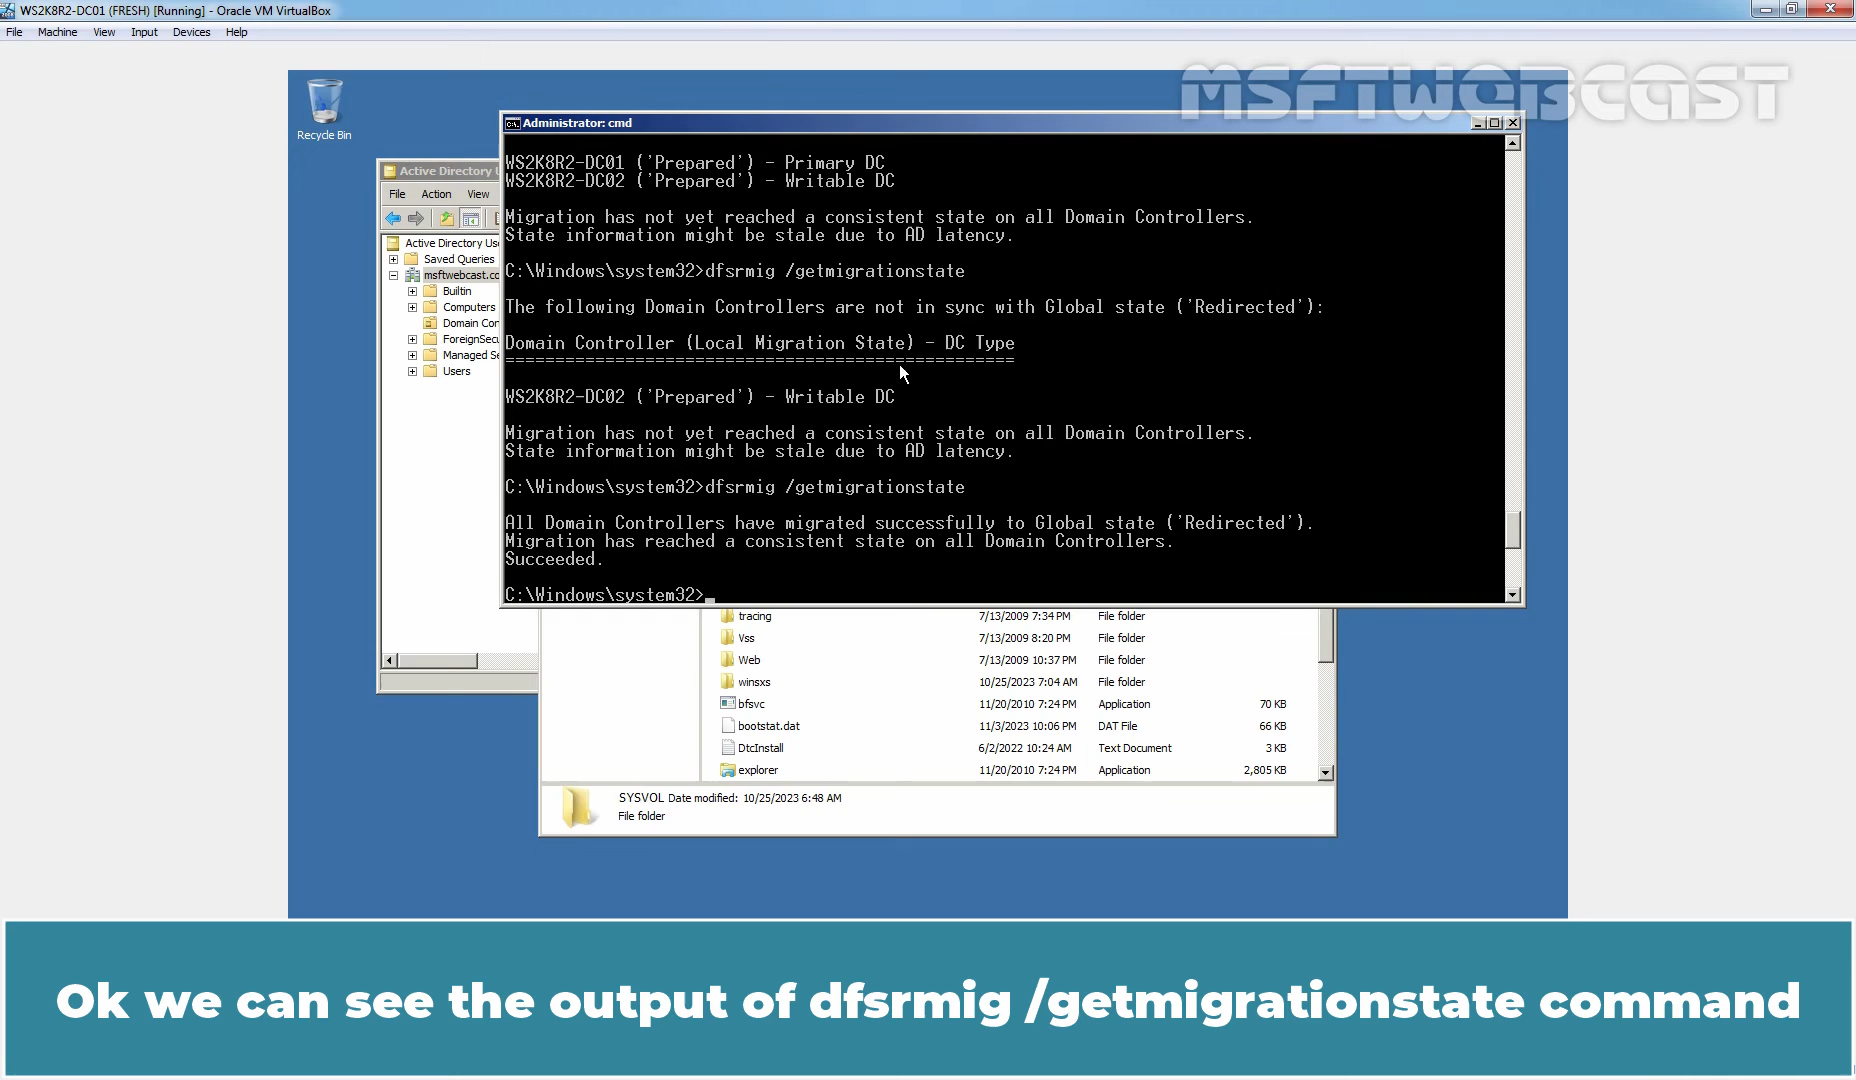 WS2K8R2-DC01 (FRESH) [Running] - Oracle VM VirtualBox
File Machine View Input Devices Help
MSFTWEBCAST
Recycle Bin
Administrator: cmd
WS2K8R2-DC01 ('Prepared') - Primary DC
WS2K8R2-DC02 ('Prepared') - Writable DC
Migration has not yet reached a consistent state on all Domain Controllers.
State information might be stale due to AD latency.
C:\Windows\system32>dfsrmig /getmigrationstate
The following Domain Controllers are not in sync with Global state ('Redirected'):
Domain Controller (Local Migration State) - DC Type
===================================================
WS2K8R2-DC02 ('Prepared') - Writable DC
Migration has not yet reached a consistent state on all Domain Controllers.
State information might be stale due to AD latency.
C:\Windows\system32>dfsrmig /getmigrationstate
All Domain Controllers have migrated successfully to Global state ('Redirected').
Migration has reached a consistent state on all Domain Controllers.
Succeeded.
C:\Windows\system32>_
Active Directory U
File Action View
Active Directory Use
Saved Queries
msftwebcast.co
Builtin
Computers
Domain Con
ForeignSecu
Managed Se
Users
tracing 7/13/2009 7:34 PM File folder
Vss 7/13/2009 8:20 PM File folder
Web 7/13/2009 10:37 PM File folder
winsxs 10/25/2023 7:04 AM File folder
bfsvc 11/20/2010 7:24 PM Application 70 KB
bootstat.dat 11/3/2023 10:06 PM DAT File 66 KB
DtcInstall 6/2/2022 10:24 AM Text Document 3 KB
explorer 11/20/2010 7:24 PM Application 2,805 KB
SYSVOL Date modified: 10/25/2023 6:48 AM
File folder
Ok we can see the output of dfsrmig /getmigrationstate command